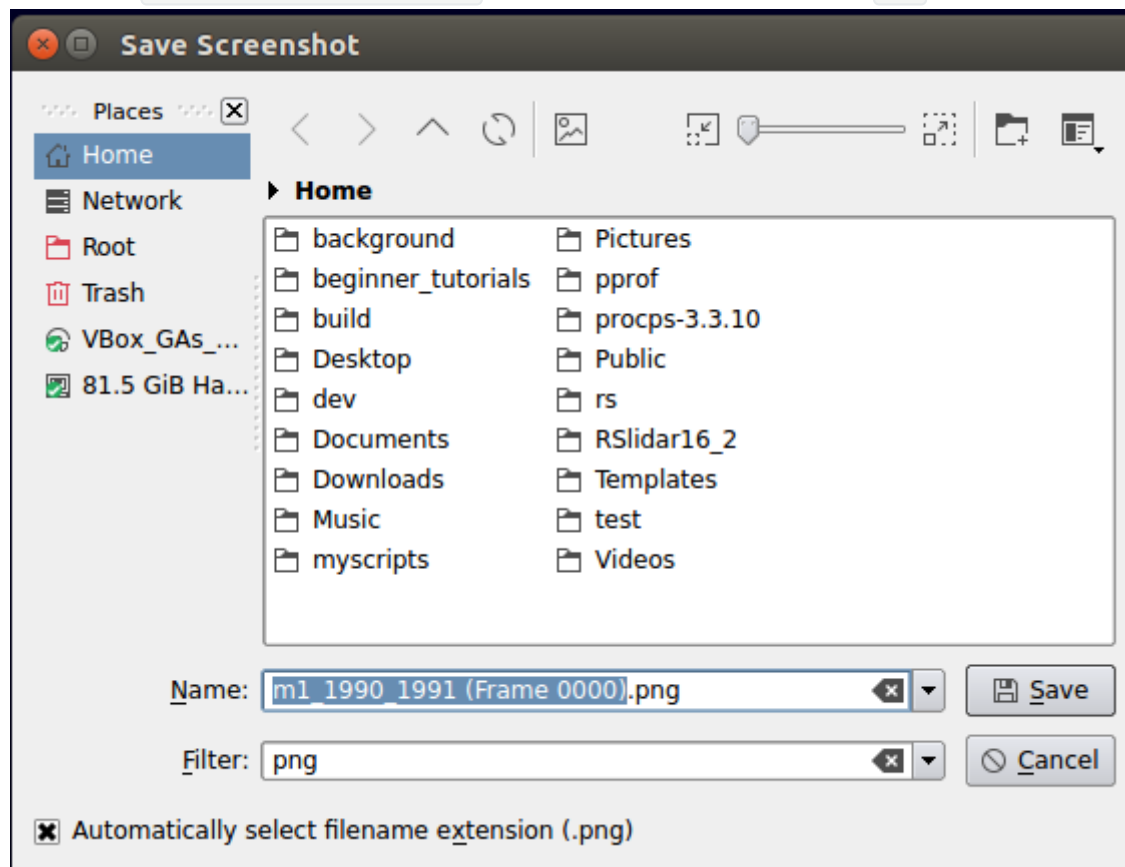 Save Screenshot
Places
Home
Network
Root
Trash
VBox_GAs_...
81.5 GiB Ha...
Home
background
beginner_tutorials
build
Desktop
dev
Documents
Downloads
Music
myscripts
Pictures
pprof
procps-3.3.10
Public
rs
RSlidar16_2
Templates
test
Videos
Name: m1_1990_1991 (Frame 0000).png
Save
Filter: png
Cancel
Automatically select filename extension (.png)